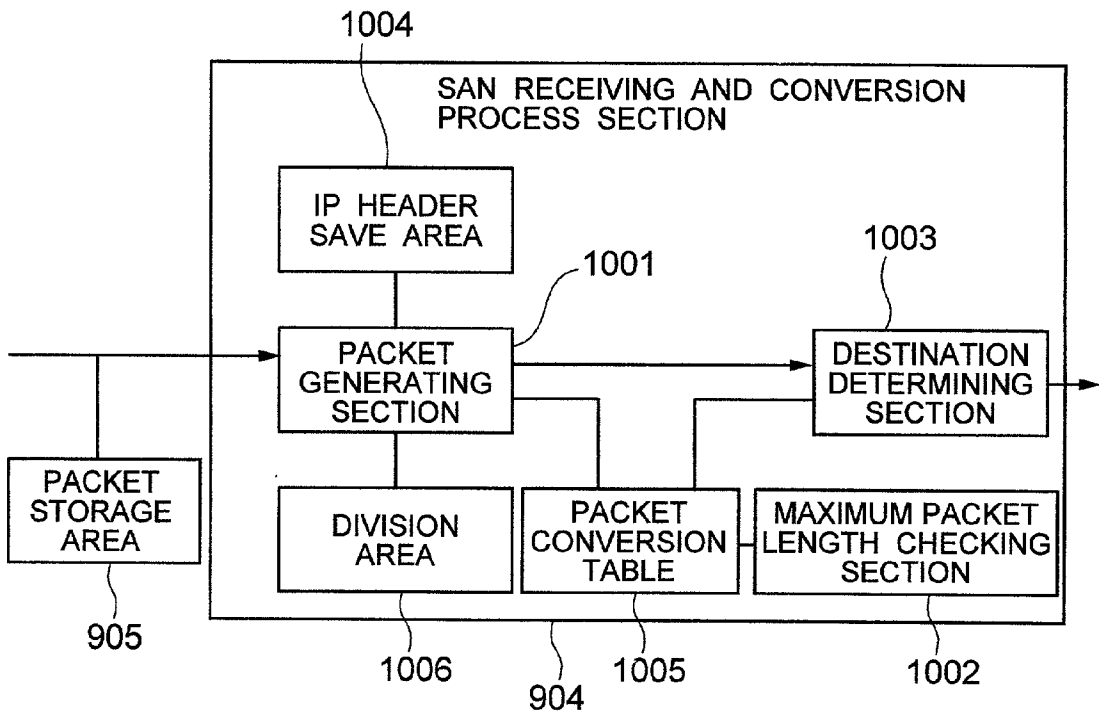 1004
SAN RECEIVING AND CONVERSION
PROCESS SECTION
IP HEADER
SAVE AREA
1001
1003
PACKET
GENERATING
SECTION
DESTINATION
DETERMINING
SECTION
PACKET
STORAGE
AREA
DIVISION
AREA
PACKET
CONVERSION
TABLE
MAXIMUM PACKET
LENGTH CHECKING
SECTION
905
1006
904
1005
1002